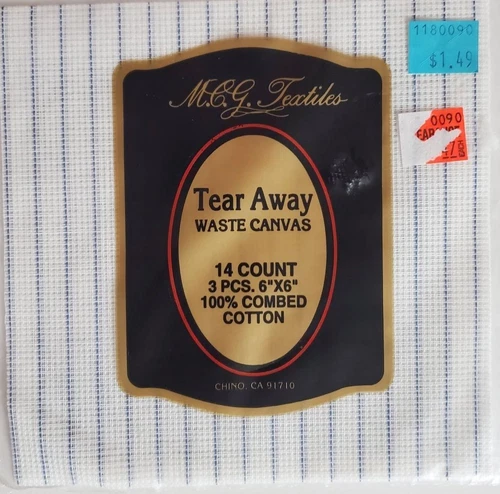 1180090
$1.49
0090
M.C.G. Textiles
Tear Away
WASTE CANVAS
14 COUNT
3 PCS. 6"X6"
100% COMBED
COTTON
CHINO, CA 91710